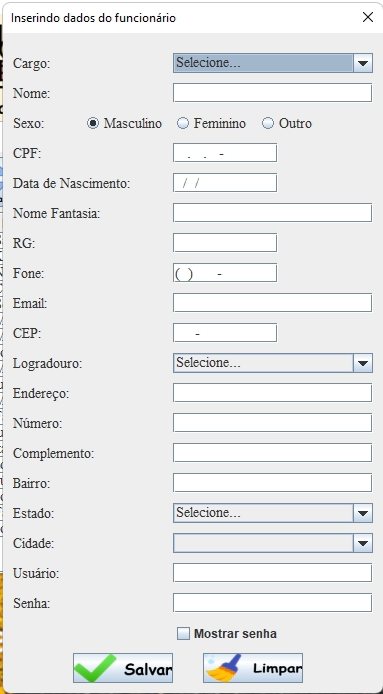 Inserindo dados do funcionário
Cargo: Selecione...
Nome:
Sexo: Masculino Feminino Outro
CPF: . . -
Data de Nascimento: / /
Nome Fantasia:
RG:
Fone: ( ) -
Email:
CEP: -
Logradouro: Selecione...
Endereço:
Número:
Complemento:
Bairro:
Estado: Selecione...
Cidade:
Usuário:
Senha:
Mostrar senha
Salvar Limpar